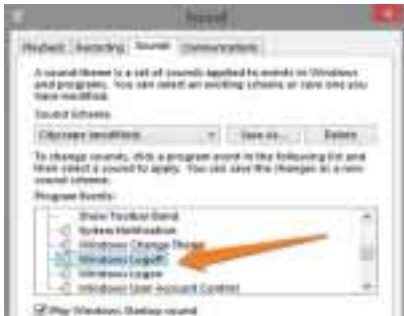 Sound
Playback Recording Sounds Communications
A sound theme is a set of sounds applied to events in Windows
and programs. You can select an existing scheme or save one you
have modified.
Sound Scheme:
(modified) Save As... Delete
To change sounds, click a program event in the following list and
then select a sound to apply. You can save the changes as a new
sound scheme.
Program Events:
Show Toolbar Band
System Notification
Windows Change Theme
Windows Logoff
Windows Logon
Windows User Account Control
Play Windows Startup sound